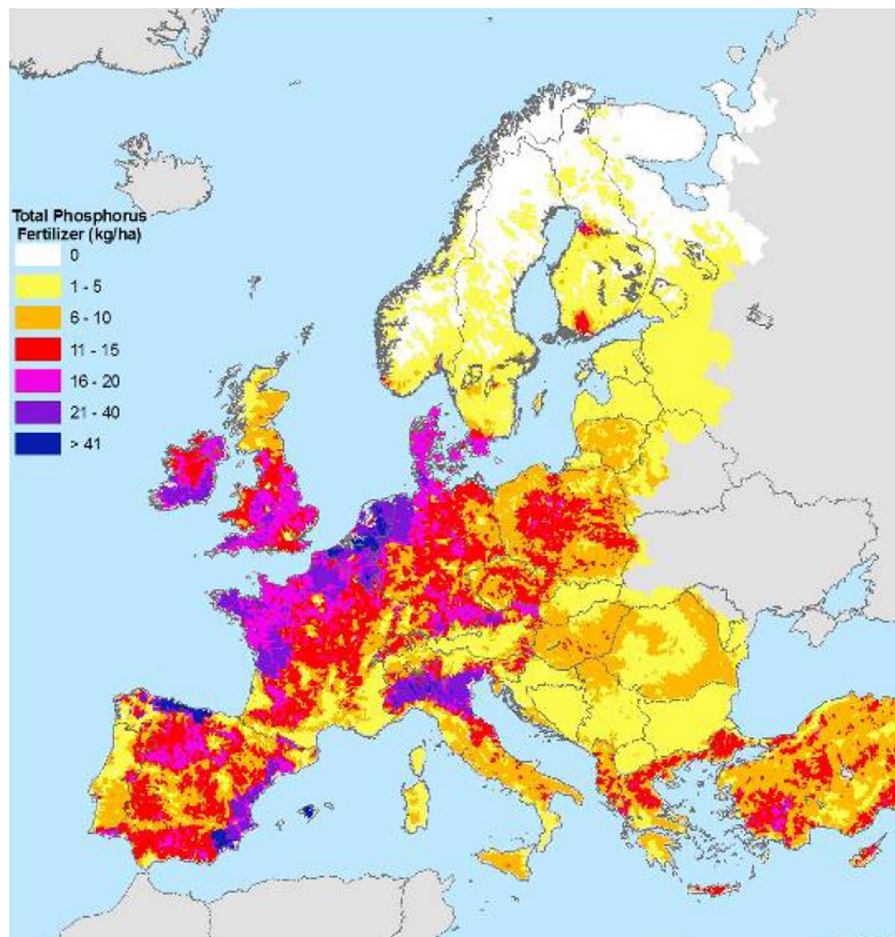 Total Phosphorus
Fertilizer (kg/ha)
0
1 - 5
6 - 10
11 - 15
16 - 20
21 - 40
> 41